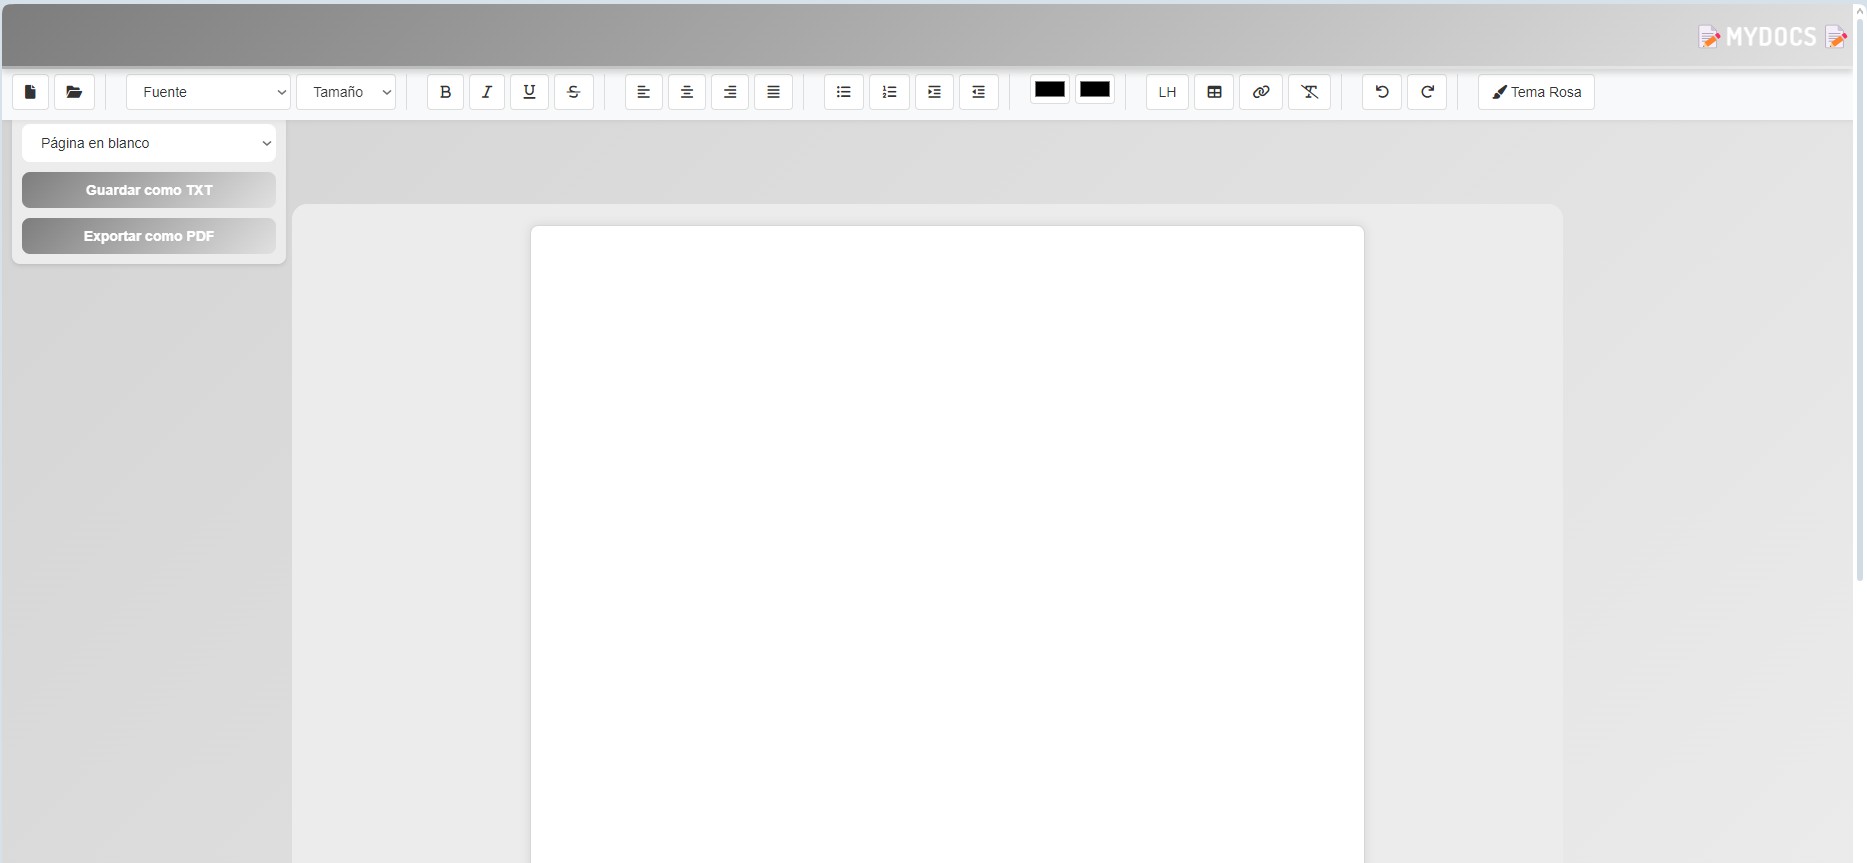 MYDOCS
Fuente Tamaño B I U S LH Tema Rosa
Página en blanco
Guardar como TXT
Exportar como PDF